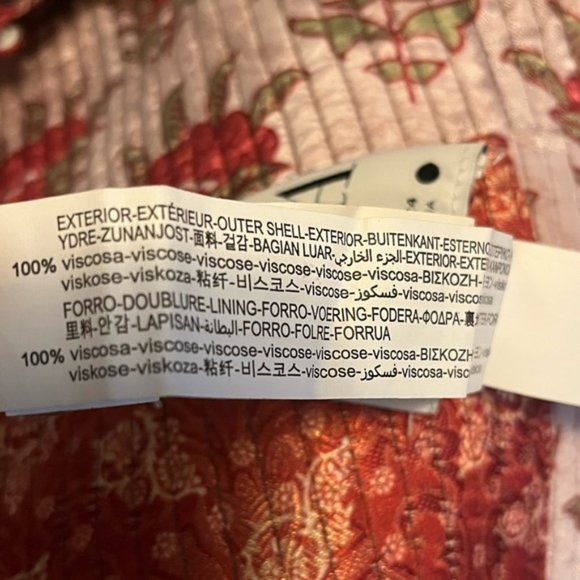 EXTERIOR-EXTÉRIEUR-OUTER SHELL-EXTERIOR-BUITENKANT-ESTERNO
YDRE-ZUNANJOST-面料-겉감-BAGIAN LUAR-الجزء الخارجي-EXTERIOR-EXTE
100% viscosa-viscose-viscose-viscose-viscose-viscosa-ΒΙΣΚΟΖΗ-
viskose-viskoza-粘纤-비스코스-viscose-فسكوز-viscosa-viscosa
FORRO-DOUBLURE-LINING-FORRO-VOERING-FODERA-ΦΟΔΡΑ-裏
里料-안감-LAPISAN-البطانة-FORRO-FOLRE-FORRUA
100% viscosa-viscose-viscose-viscose-viscose-viscosa-ΒΙΣΚΟΖΗ
viskose-viskoza-粘纤-비스코스-viscose-فسكوز-viscosa-viscosa-visc